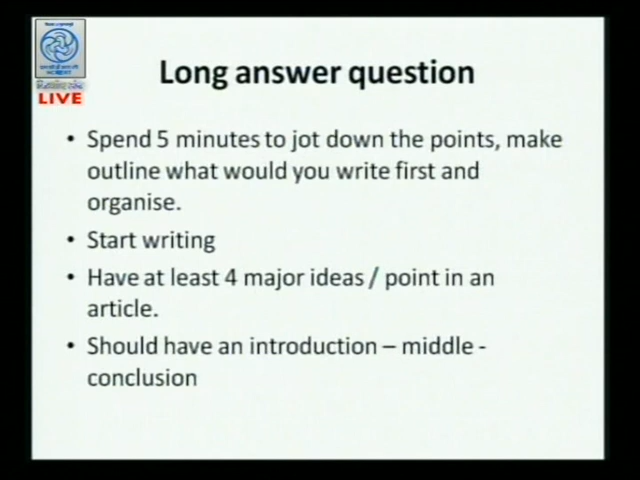 NCERT
LIVE
Long answer question
• Spend 5 minutes to jot down the points, make
outline what would you write first and
organise.
• Start writing
• Have at least 4 major ideas / point in an
article.
• Should have an introduction – middle -
conclusion